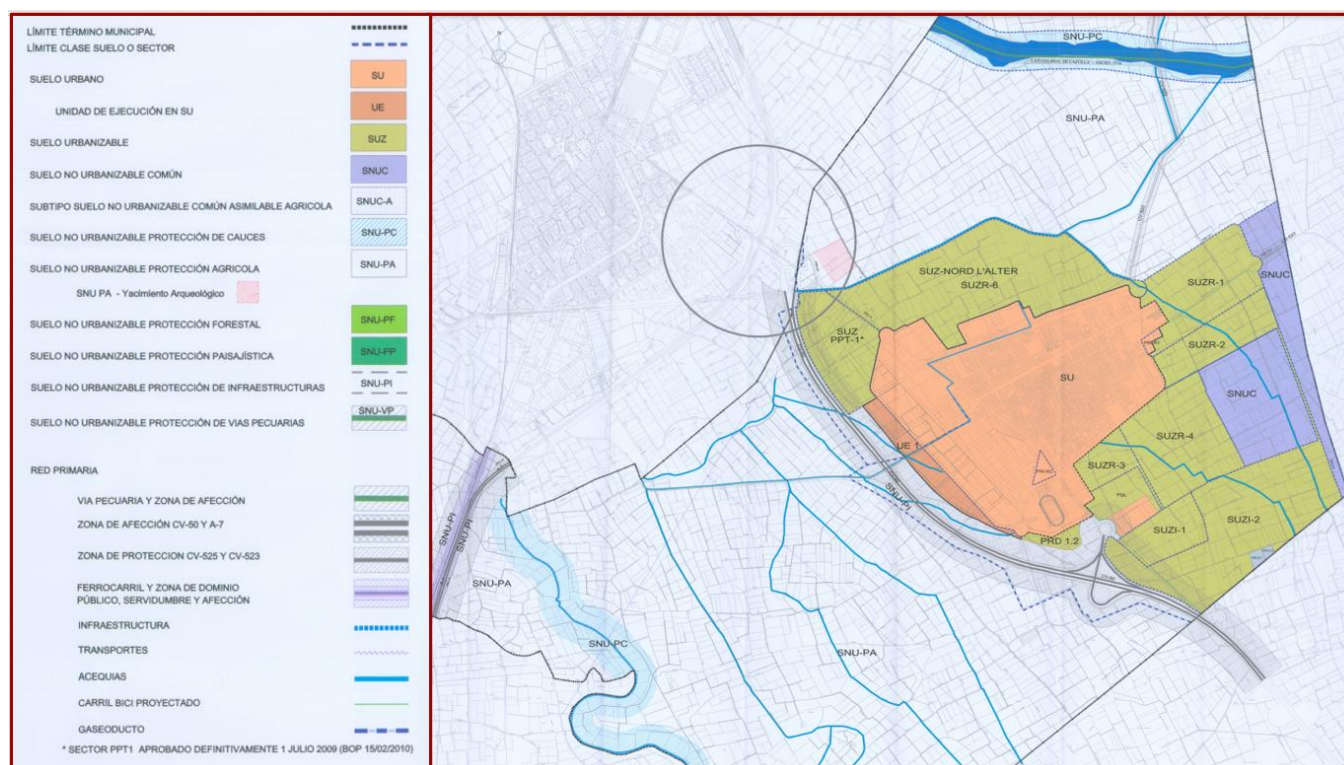 LÍMITE TÉRMINO MUNICIPAL
LÍMITE CLASE SUELO O SECTOR
SUELO URBANO
SU
UNIDAD DE EJECUCIÓN EN SU
UE
SUELO URBANIZABLE
SUZ
SUELO NO URBANIZABLE COMÚN
SNUC
SUBTIPO SUELO NO URBANIZABLE COMÚN ASIMILABLE AGRICOLA
SNUC-A
SUELO NO URBANIZABLE PROTECCIÓN DE CAUCES
SNU-PC
SUELO NO URBANIZABLE PROTECCIÓN AGRICOLA
SNU-PA
SNU PA - Yacimiento Arqueológico
SUELO NO URBANIZABLE PROTECCIÓN FORESTAL
SNU-PF
SUELO NO URBANIZABLE PROTECCIÓN PAISAJÍSTICA
SNU-PP
SUELO NO URBANIZABLE PROTECCIÓN DE INFRAESTRUCTURAS
SNU-PI
SUELO NO URBANIZABLE PROTECCIÓN DE VIAS PECUARIAS
SNU-VP
RED PRIMARIA
VIA PECUARIA Y ZONA DE AFECCIÓN
ZONA DE AFECCIÓN CV-50 Y A-7
ZONA DE PROTECCION CV-525 Y CV-523
FERROCARRIL Y ZONA DE DOMINIO
PÚBLICO, SERVIDUMBRE Y AFECCIÓN
INFRAESTRUCTURA
TRANSPORTES
ACEQUIAS
CARRIL BICI PROYECTADO
GASEODUCTO
* SECTOR PPT1 APROBADO DEFINITIVAMENTE 1 JULIO 2009 (BOP 15/02/2010)
SNU-PC
SNU-PA
SUZ-NORD L'ALTER
SUZR-6
SUZR-1
SNUC
SUZ
PPT-1*
SUZR-2
SU
SNUC
SUZR-4
UE 1
SUZR-3
SNU-PI
SUZI-1
SUZI-2
PRD 1.2
SNU-PI
SNU-PI
SNU-PA
SNU-PC
SNU-PA